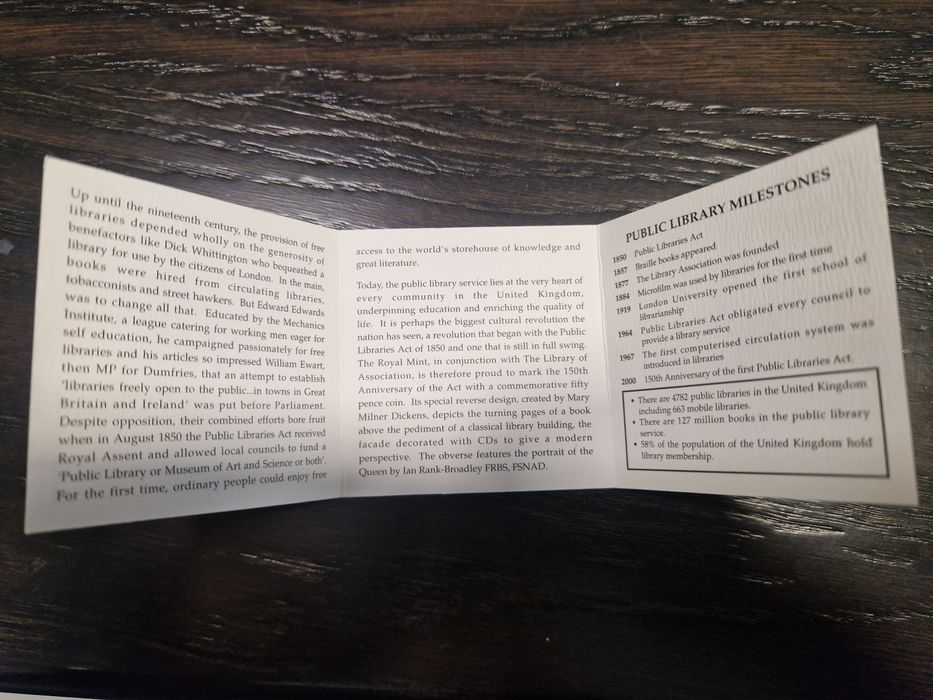 Up until the nineteenth century, the provision of free
libraries depended wholly on the generosity of
benefactors like Dick Whittington who bequeathed a
library for use by the citizens of London. In the main,
books were hired from circulating libraries,
tobacconists and street hawkers. But Edward Edwards
was to change all that. Educated by the Mechanics
Institute, a league catering for working men eager for
self education, he campaigned passionately for free
libraries and his articles so impressed William Ewart,
then MP for Dumfries, that an attempt to establish
'libraries freely open to the public...in towns in Great
Britain and Ireland' was put before Parliament.
Despite opposition, their combined efforts bore fruit
when in August 1850 the Public Libraries Act received
Royal Assent and allowed local councils to fund a
'Public Library or Museum of Art and Science or both'.
For the first time, ordinary people could enjoy free
access to the world's storehouse of knowledge and
great literature.
Today, the public library service lies at the very heart of
every community in the United Kingdom,
underpinning education and enriching the quality of
life. It is perhaps the biggest cultural revolution the
nation has seen, a revolution that began with the Public
Libraries Act of 1850 and one that is still in full swing.
The Royal Mint, in conjunction with The Library of
Association, is therefore proud to mark the 150th
Anniversary of the Act with a commemorative fifty
pence coin. Its special reverse design, created by Mary
Milner Dickens, depicts the turning pages of a book
above the pediment of a classical library building, the
facade decorated with CDs to give a modern
perspective. The obverse features the portrait of the
Queen by Ian Rank-Broadley FRBS, FSNAD.
PUBLIC LIBRARY MILESTONES
1850 Public Libraries Act
1857 Braille books appeared
1877 The Library Association was founded
1884 Microfilm was used by libraries for the first time
1919 London University opened the first school of
librarianship
1964 Public Libraries Act obligated every council to
provide a library service
1967 The first computerised circulation system was
introduced in libraries
2000 150th Anniversary of the first Public Libraries Act.
• There are 4782 public libraries in the United Kingdom
including 663 mobile libraries.
• There are 127 million books in the public library
service.
• 58% of the population of the United Kingdom hold
library membership.